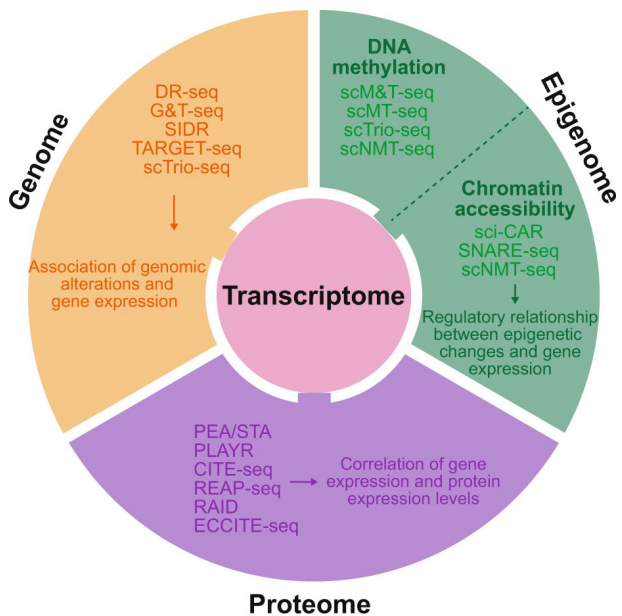 Genome
DR-seq
G&T-seq
SIDR
TARGET-seq
scTrio-seq
Association of genomic
alterations and
gene expression
Epigenome
DNA
methylation
scM&T-seq
scMT-seq
scTrio-seq
scNMT-seq
Chromatin
accessibility
sci-CAR
SNARE-seq
scNMT-seq
Regulatory relationship
between epigenetic
changes and gene
expression
Transcriptome
PEA/STA
PLAYR
CITE-seq
REAP-seq
RAID
ECCITE-seq
Correlation of gene
expression and protein
expression levels
Proteome